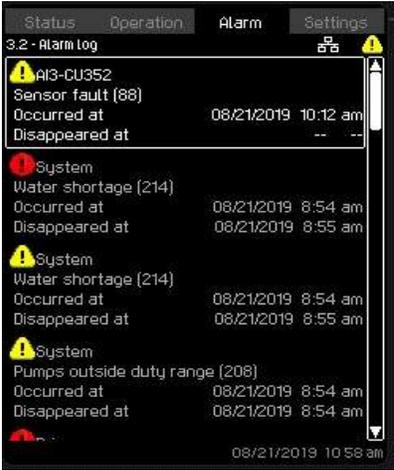 Status Operation Alarm Settings
3.2 - Alarm log
AI3-CU352
Sensor fault (88)
Occurred at 08/21/2019 10:12 am
Disappeared at -- --
System
Water shortage (214)
Occurred at 08/21/2019 8:54 am
Disappeared at 08/21/2019 8:55 am
System
Water shortage (214)
Occurred at 08/21/2019 8:54 am
Disappeared at 08/21/2019 8:55 am
System
Pumps outside duty range (208)
Occurred at 08/21/2019 8:54 am
Disappeared at 08/21/2019 8:54 am
08/21/2019 10:58 am